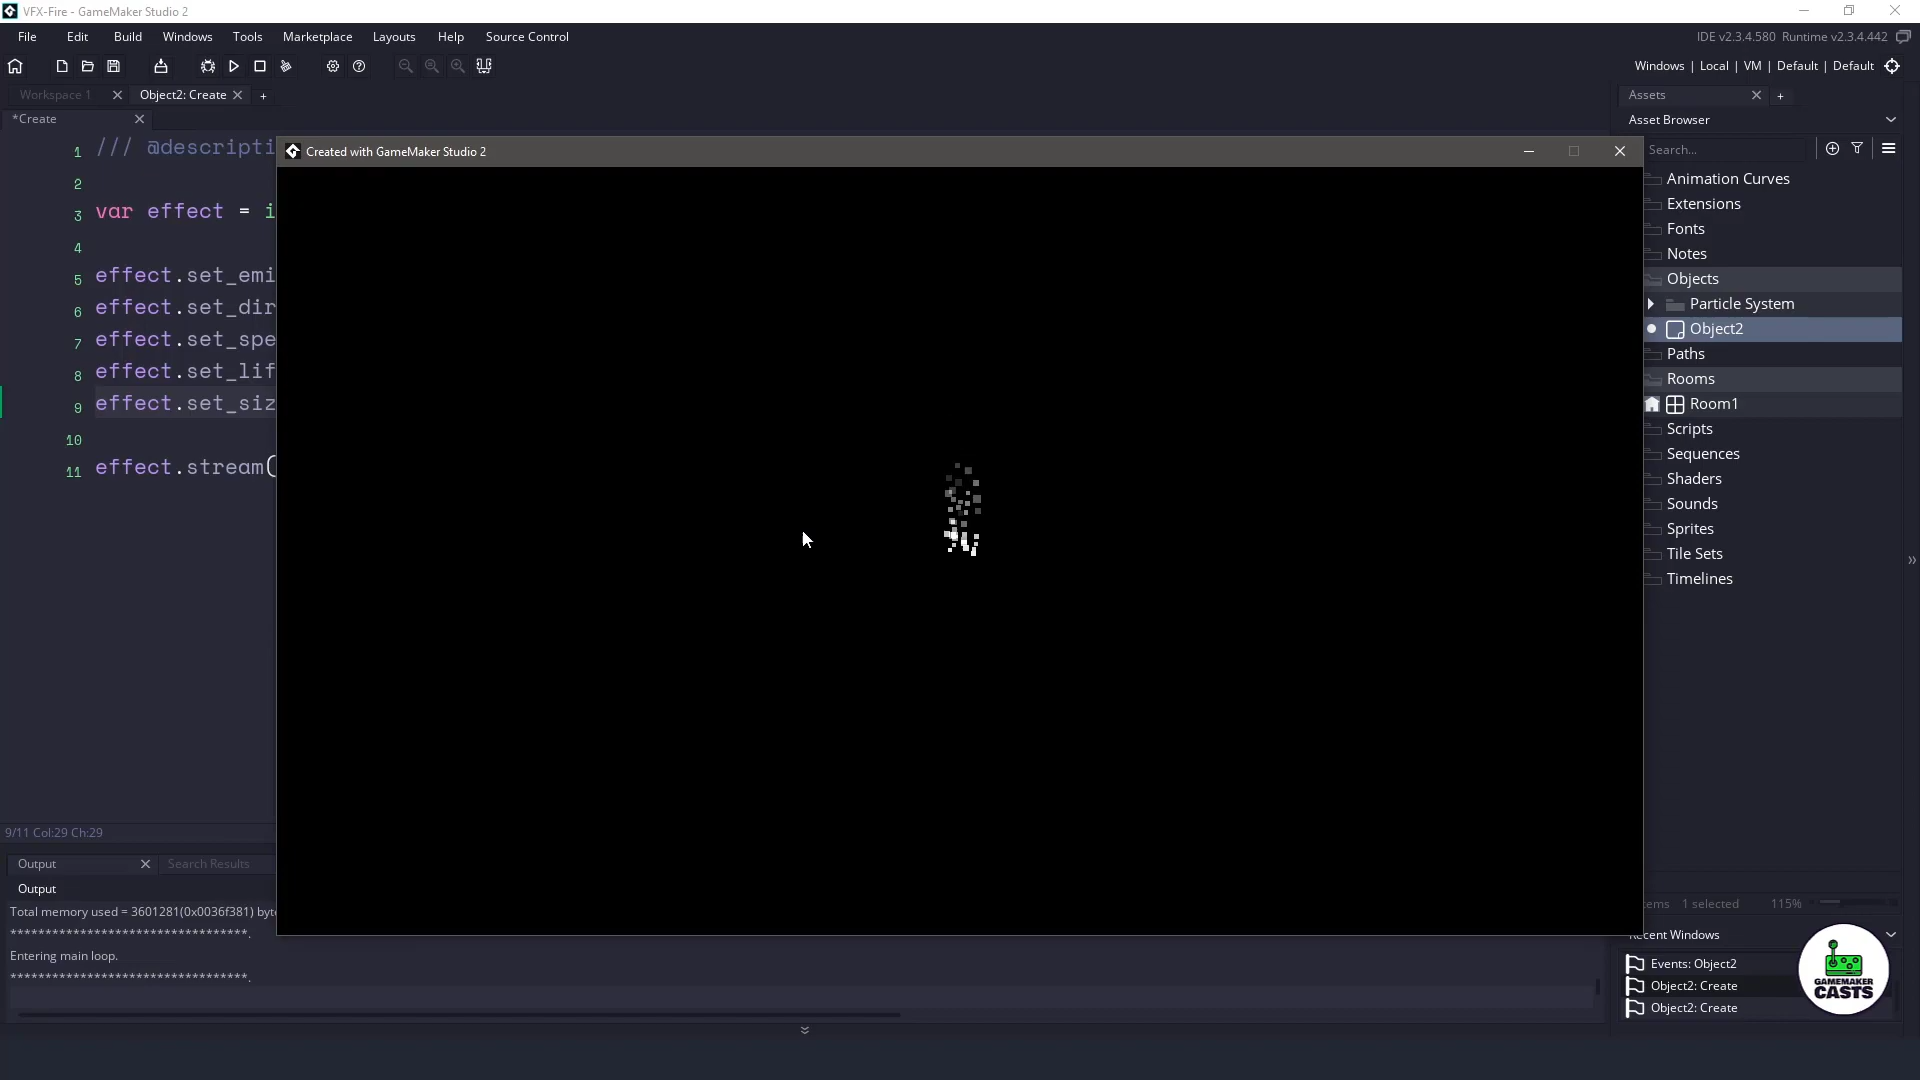 VFX-Fire - GameMaker Studio 2
File Edit Build Windows Tools Marketplace Layouts Help Source Control
IDE v2.3.4.580 Runtime v2.3.4.442
Windows | Local | VM | Default | Default
Workspace 1
Object2: Create
+
Assets
+
*Create
Asset Browser
1 /// @descripti
2
3 var effect = i
4
5 effect.set_emi
6 effect.set_dir
7 effect.set_spe
8 effect.set_lif
9 effect.set_siz
10
11 effect.stream(
Created with GameMaker Studio 2
Search...
Animation Curves
Extensions
Fonts
Notes
Objects
Particle System
Object2
Paths
Rooms
Room1
Scripts
Sequences
Shaders
Sounds
Sprites
Tile Sets
Timelines
9/11 Col:29 Ch:29
Output
Search Results
Output
Total memory used = 3601281(0x0036f381) byt
**********************************.
Entering main loop.
**********************************.
ems 1 selected 115%
Recent Windows
Events: Object2
Object2: Create
Object2: Create
GAMEMAKER
CASTS